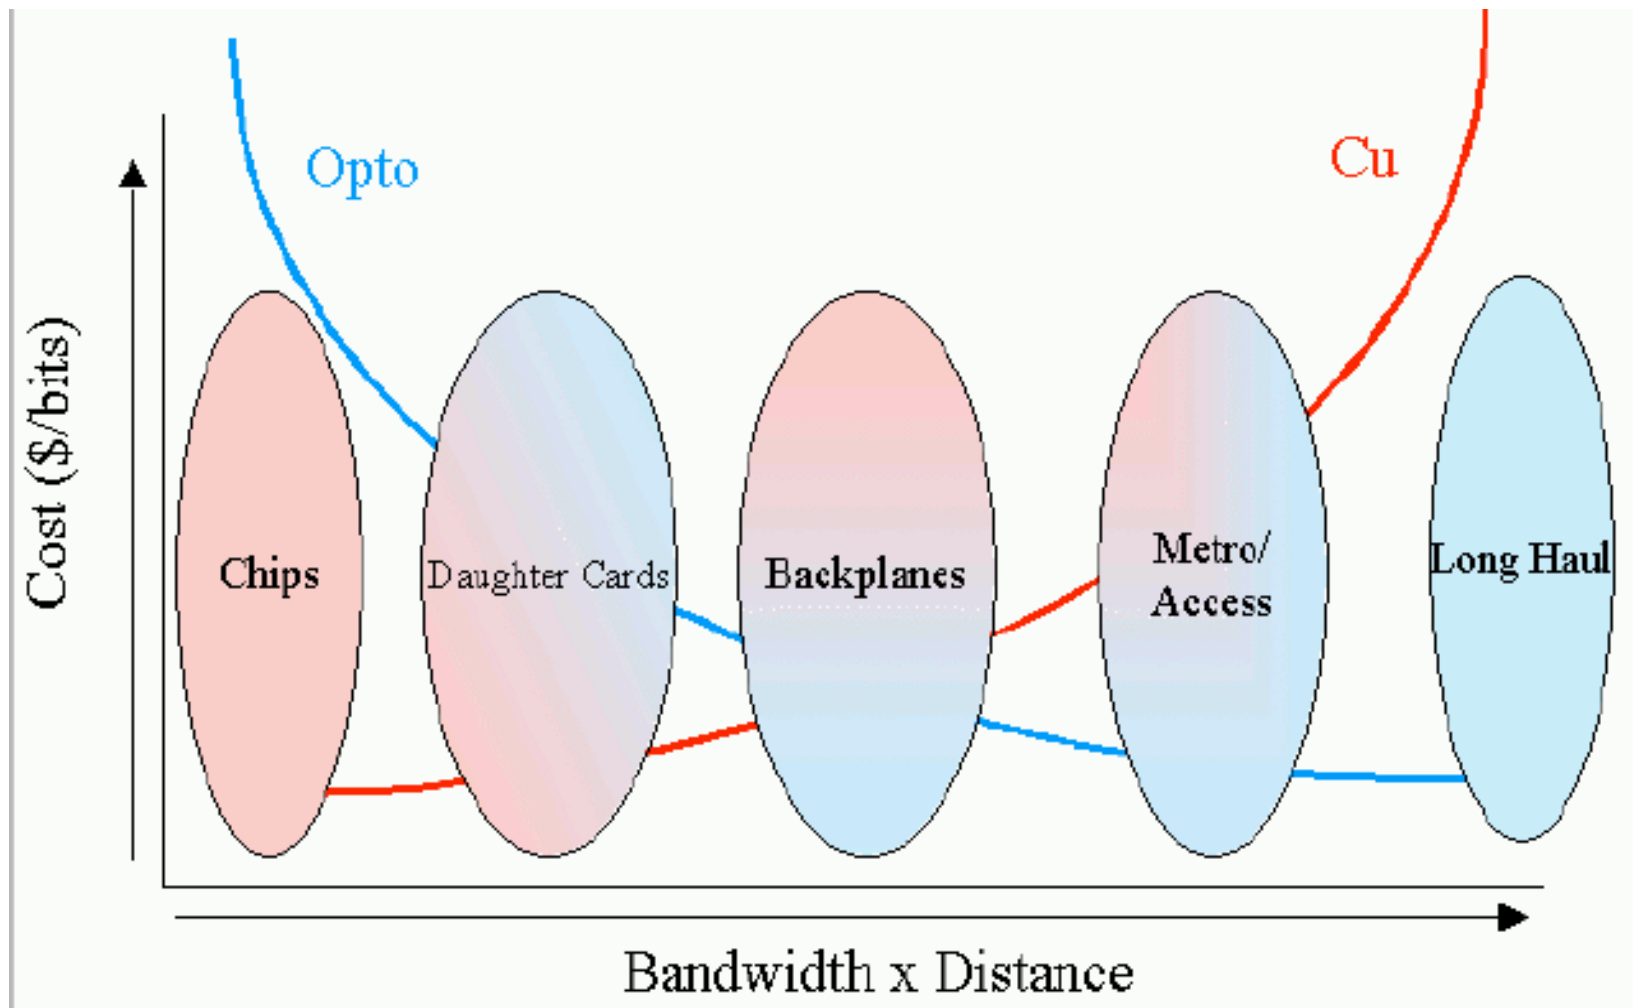 Opto
Cu
Cost ($/bits)
Chips
Daughter Cards
Backplanes
Metro/
Access
Long Haul
Bandwidth x Distance